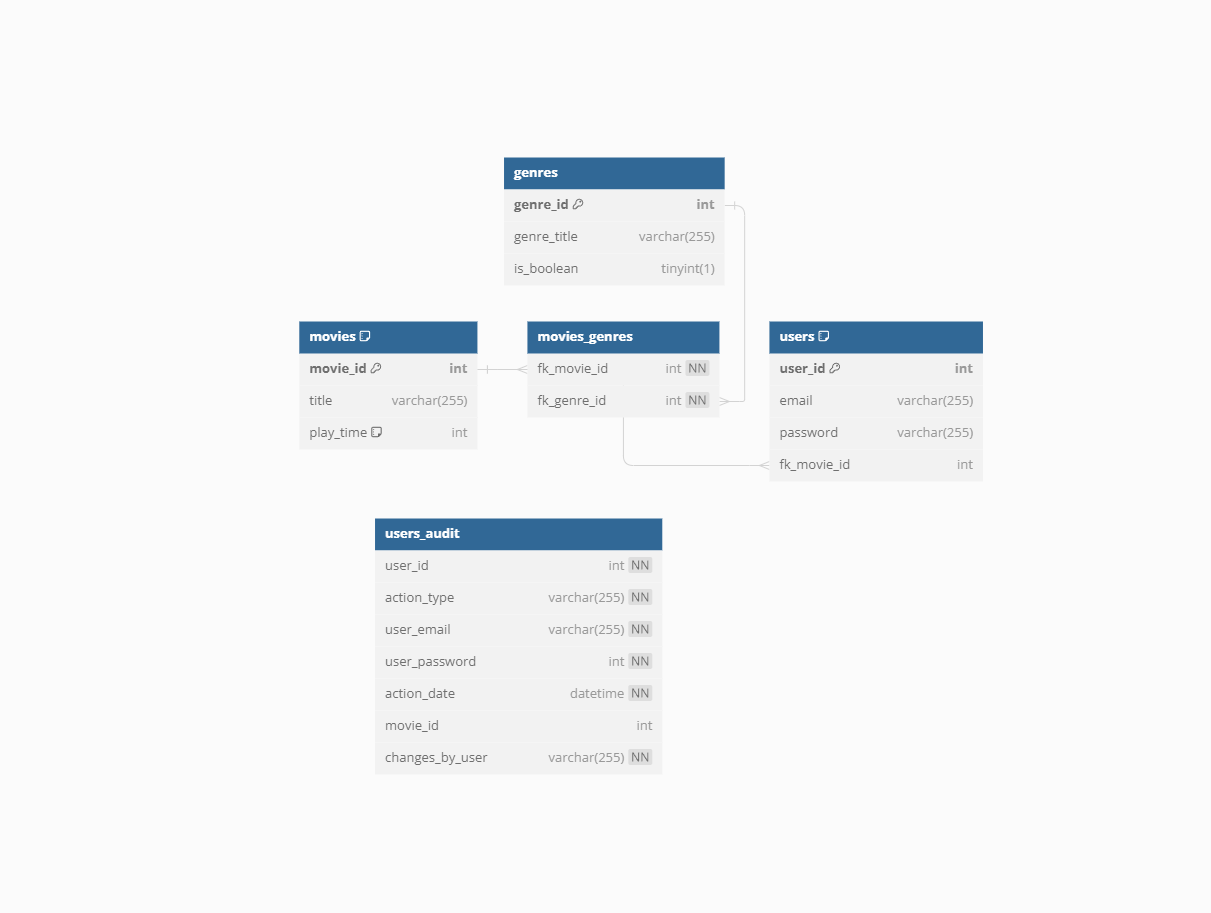 genres
genre_id int
genre_title varchar(255)
is_boolean tinyint(1)
movies
movie_id int
title varchar(255)
play_time int
movies_genres
fk_movie_id int NN
fk_genre_id int NN
users
user_id int
email varchar(255)
password varchar(255)
fk_movie_id int
users_audit
user_id int NN
action_type varchar(255) NN
user_email varchar(255) NN
user_password int NN
action_date datetime NN
movie_id int
changes_by_user varchar(255) NN